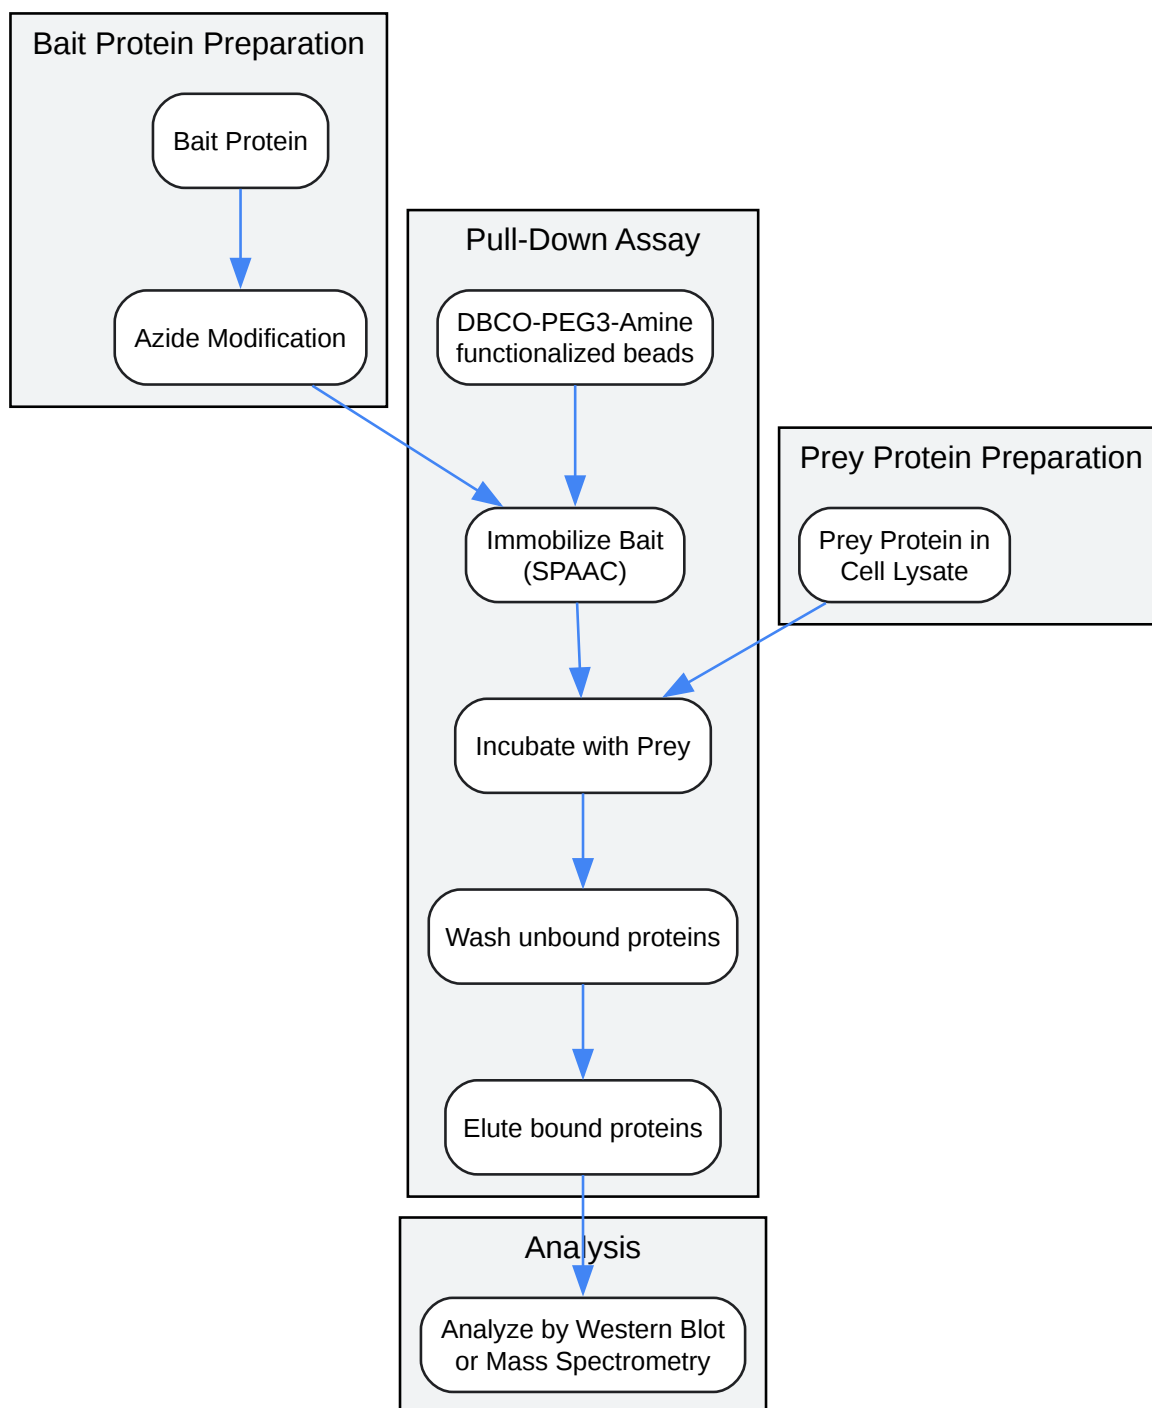 Bait Protein Preparation
Bait Protein
Azide Modification
Pull-Down Assay
DBCO-PEG3-Amine
functionalized beads
Immobilize Bait
(SPAAC)
Prey Protein Preparation
Prey Protein in
Cell Lysate
Incubate with Prey
Wash unbound proteins
Elute bound proteins
Analysis
Analyze by Western Blot
or Mass Spectrometry